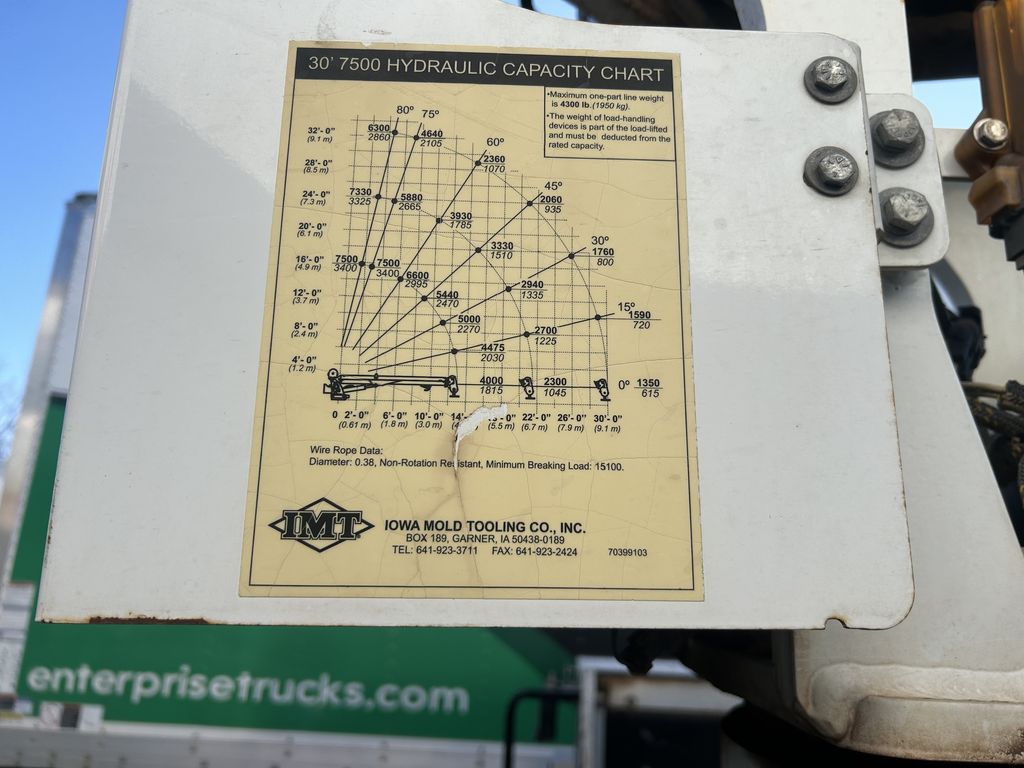 30' 7500 HYDRAULIC CAPACITY CHART
•Maximum one-part line weight
is 4300 lb.(1950 kg).
•The weight of load-handling
devices is part of the load-lifted
and must be deducted from the
rated capacity.
80º 75º
32'- 0" 6300 4640
(9.1 m) 2860 2105
60º
28'- 0" 2360
(8.5 m) 1070
45º
24'- 0" 7330 5880 2060
(7.3 m) 3325 2665 935
20'- 0" 3930
(6.1 m) 1785
30º
16'- 0" 7500 7500 3330 1760
(4.9 m) 3400 3400 1510 800
12'- 0" 6600 2940
(3.7 m) 2995 1335
15º
8'- 0" 5440 1590
(2.4 m) 2470 720
5000 2700
2270 1225
4'- 0" 4475
(1.2 m) 2030
4000 2300 0º 1350
1815 1045 615
0 2'- 0" 6'- 0" 10'- 0" 14'- 0" 22'- 0" 26'- 0" 30'- 0"
(0.61 m) (1.8 m) (3.0 m) (5.5 m) (6.7 m) (7.9 m) (9.1 m)
Wire Rope Data:
Diameter: 0.38, Non-Rotation Resistant, Minimum Breaking Load: 15100.
IMT
IOWA MOLD TOOLING CO., INC.
BOX 189, GARNER, IA 50438-0189
TEL: 641-923-3711 FAX: 641-923-2424 70399103
enterprisetrucks.com